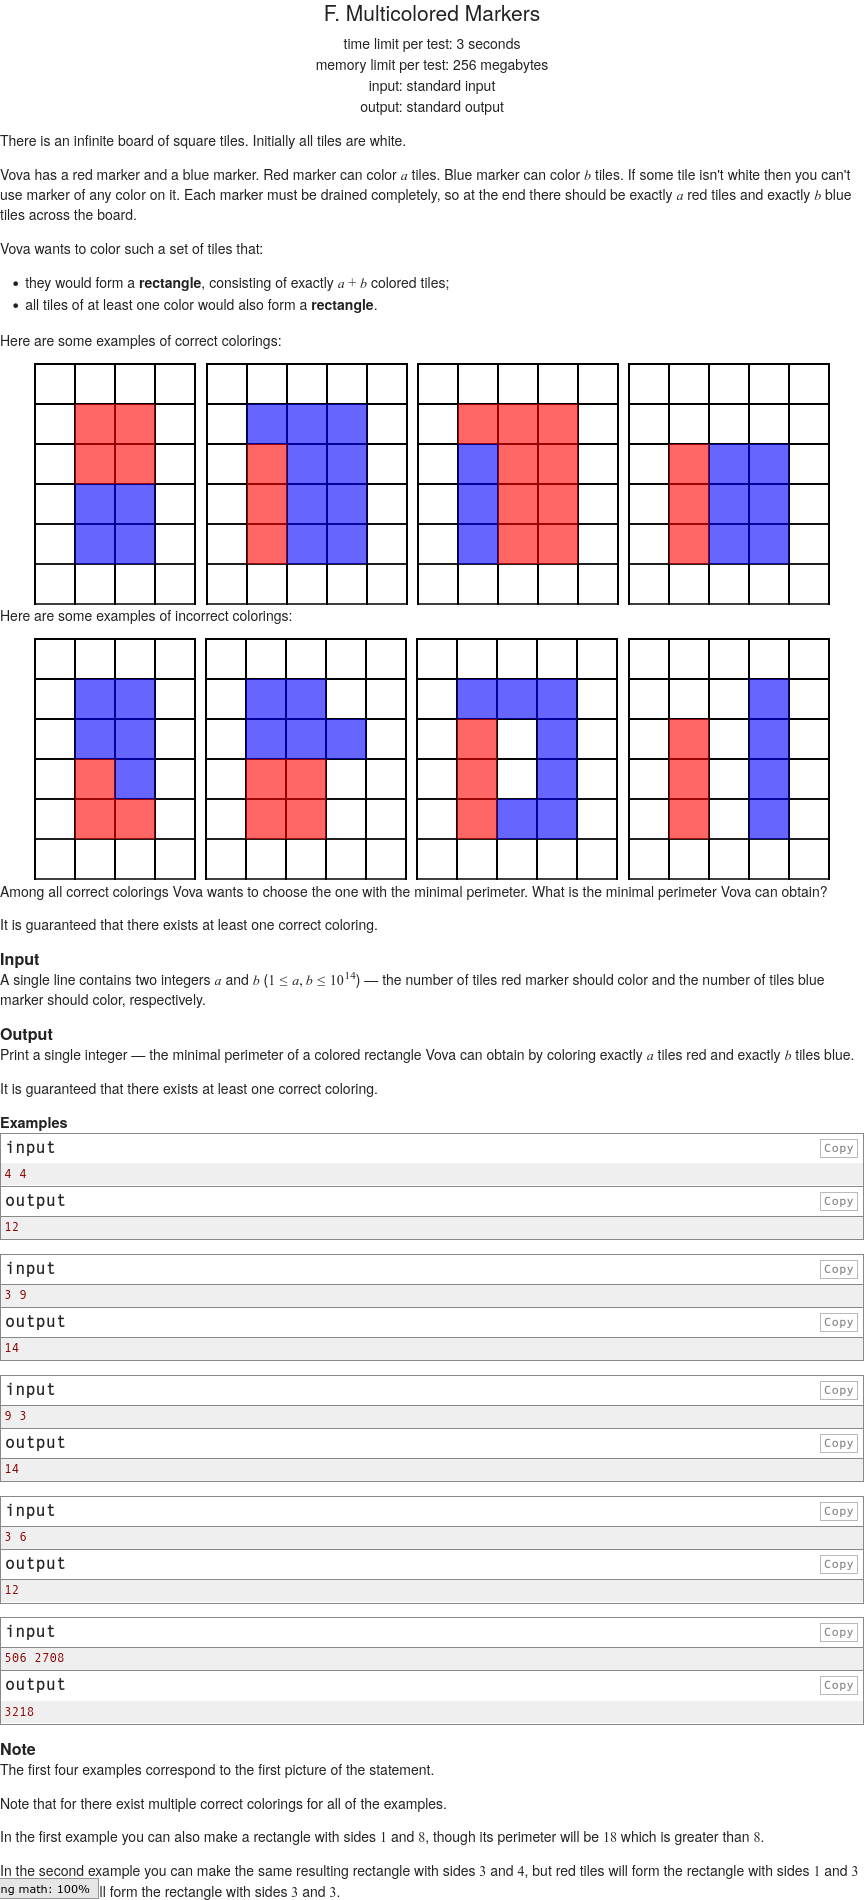 F. Multicolored Markers
time limit per test: 3 seconds
memory limit per test: 256 megabytes
input: standard input
output: standard output
There is an infinite board of square tiles. Initially all tiles are white.
Vova has a red marker and a blue marker. Red marker can color a tiles. Blue marker can color b tiles. If some tile isn't white then you can't
use marker of any color on it. Each marker must be drained completely, so at the end there should be exactly a red tiles and exactly b blue
tiles across the board.
Vova wants to color such a set of tiles that:
• they would form a rectangle, consisting of exactly a + b colored tiles;
• all tiles of at least one color would also form a rectangle.
Here are some examples of correct colorings:
Here are some examples of incorrect colorings:
Among all correct colorings Vova wants to choose the one with the minimal perimeter. What is the minimal perimeter Vova can obtain?
It is guaranteed that there exists at least one correct coloring.
Input
A single line contains two integers a and b (1 ≤ a, b ≤ 10^14) — the number of tiles red marker should color and the number of tiles blue
marker should color, respectively.
Output
Print a single integer — the minimal perimeter of a colored rectangle Vova can obtain by coloring exactly a tiles red and exactly b tiles blue.
It is guaranteed that there exists at least one correct coloring.
Examples
input Copy
4 4
output Copy
12
input Copy
3 9
output Copy
14
input Copy
9 3
output Copy
14
input Copy
3 6
output Copy
12
input Copy
506 2708
output Copy
3218
Note
The first four examples correspond to the first picture of the statement.
Note that for there exist multiple correct colorings for all of the examples.
In the first example you can also make a rectangle with sides 1 and 8, though its perimeter will be 18 which is greater than 8.
In the second example you can make the same resulting rectangle with sides 3 and 4, but red tiles will form the rectangle with sides 1 and 3
ng math: 100% ll form the rectangle with sides 3 and 3.